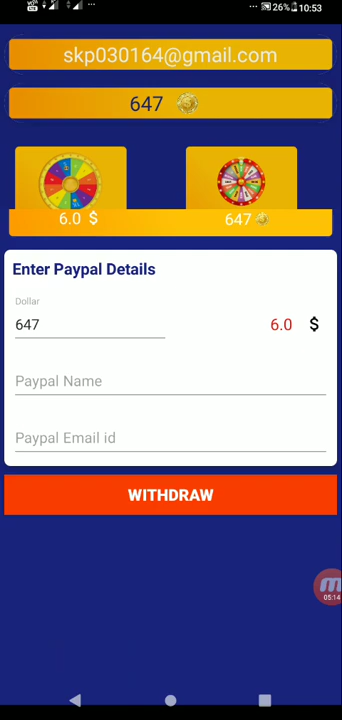 26% 10:53
skp030164@gmail.com
647
6.0 $
647
Enter Paypal Details
Dollar
647
6.0 $
Paypal Name
Paypal Email id
WITHDRAW
05:14